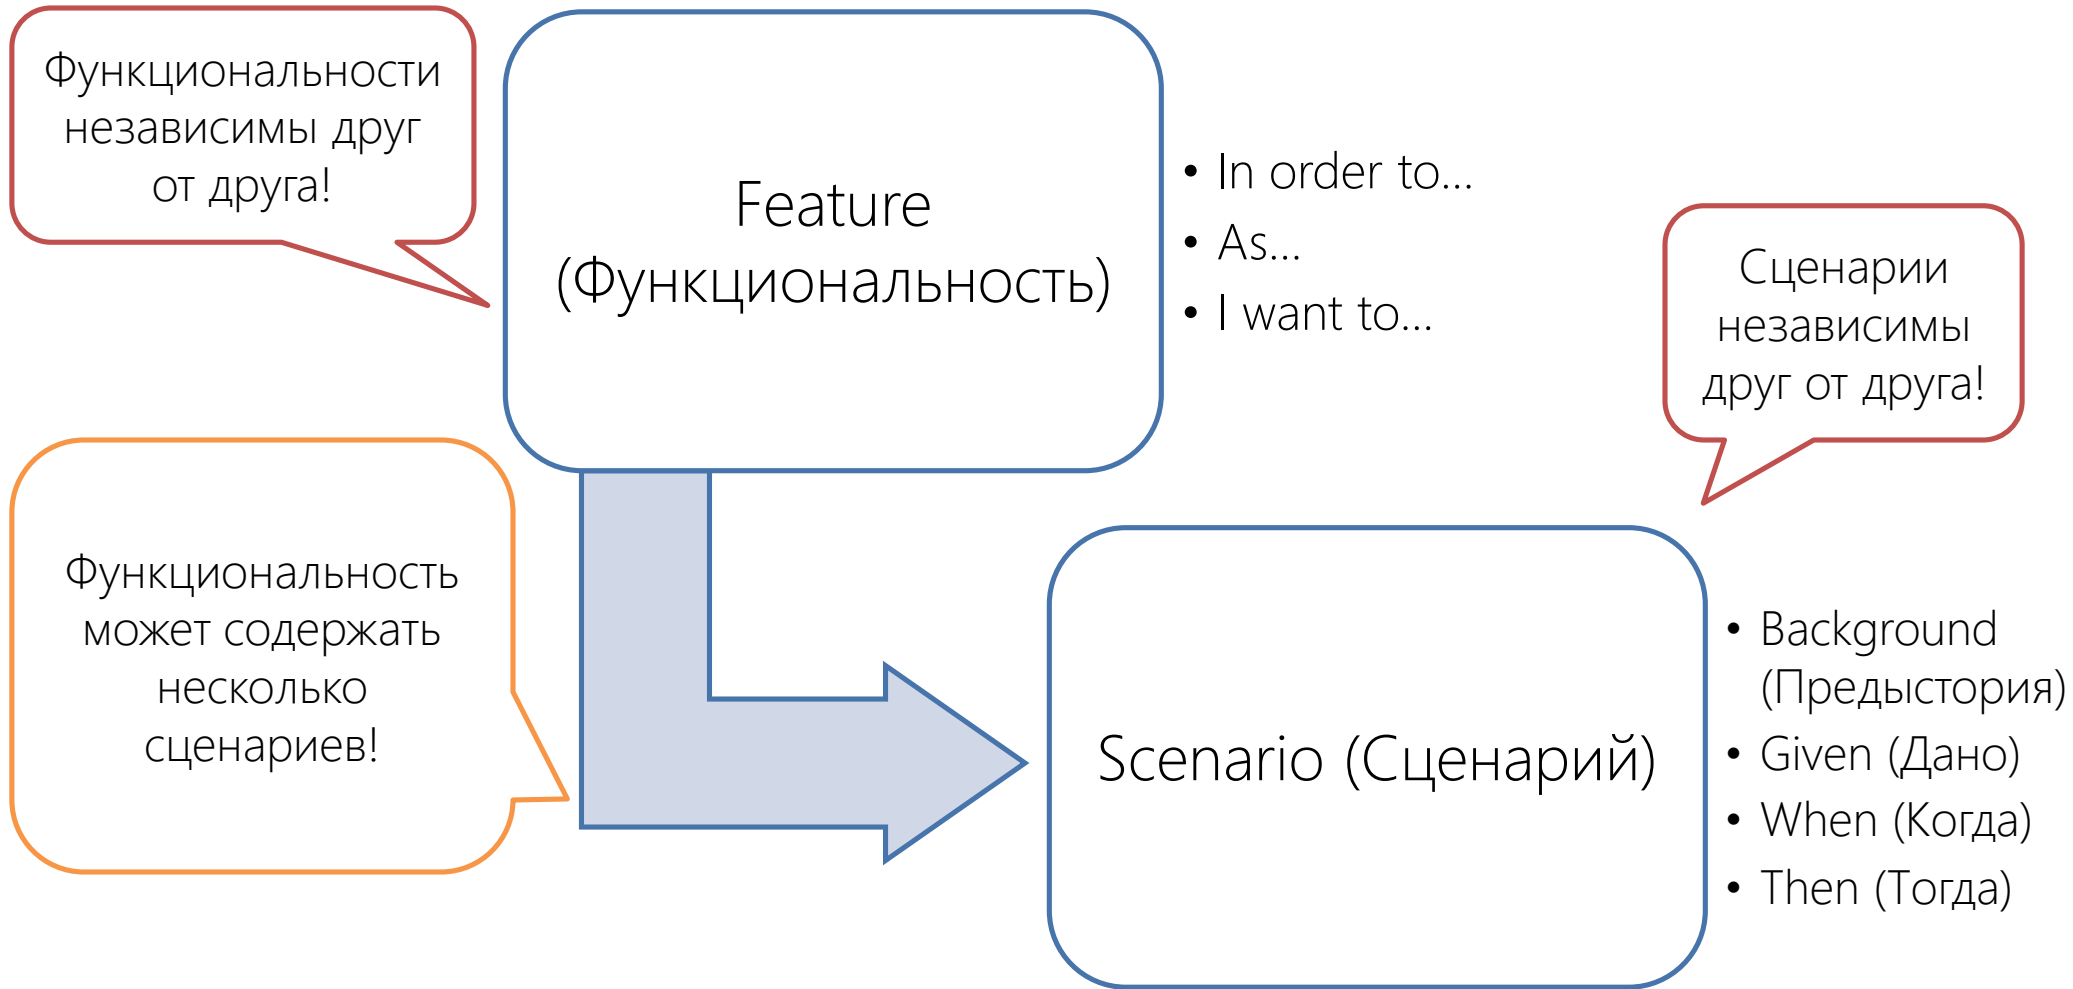 Функциональности
независимы друг
от друга!
Feature
(Функциональность)
• In order to...
• As...
• I want to...
Сценарии
независимы
друг от друга!
Функциональность
может содержать
несколько
сценариев!
Scenario (Сценарий)
• Background
(Предыстория)
• Given (Дано)
• When (Когда)
• Then (Тогда)